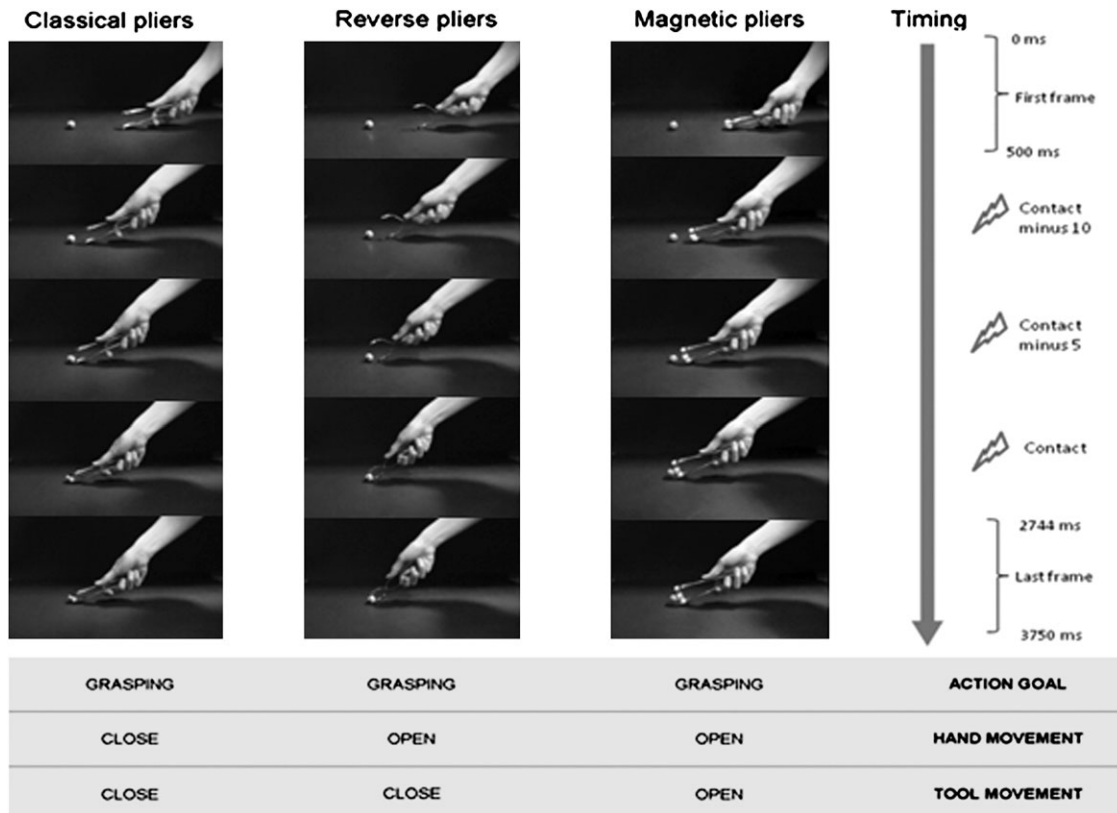 Classical pliers
Reverse pliers
Magnetic pliers
Timing
0 ms
First frame
500 ms
Contact
minus 10
Contact
minus 5
Contact
2744 ms
Last frame
3750 ms
GRASPING GRASPING GRASPING ACTION GOAL
CLOSE OPEN OPEN HAND MOVEMENT
CLOSE CLOSE OPEN TOOL MOVEMENT